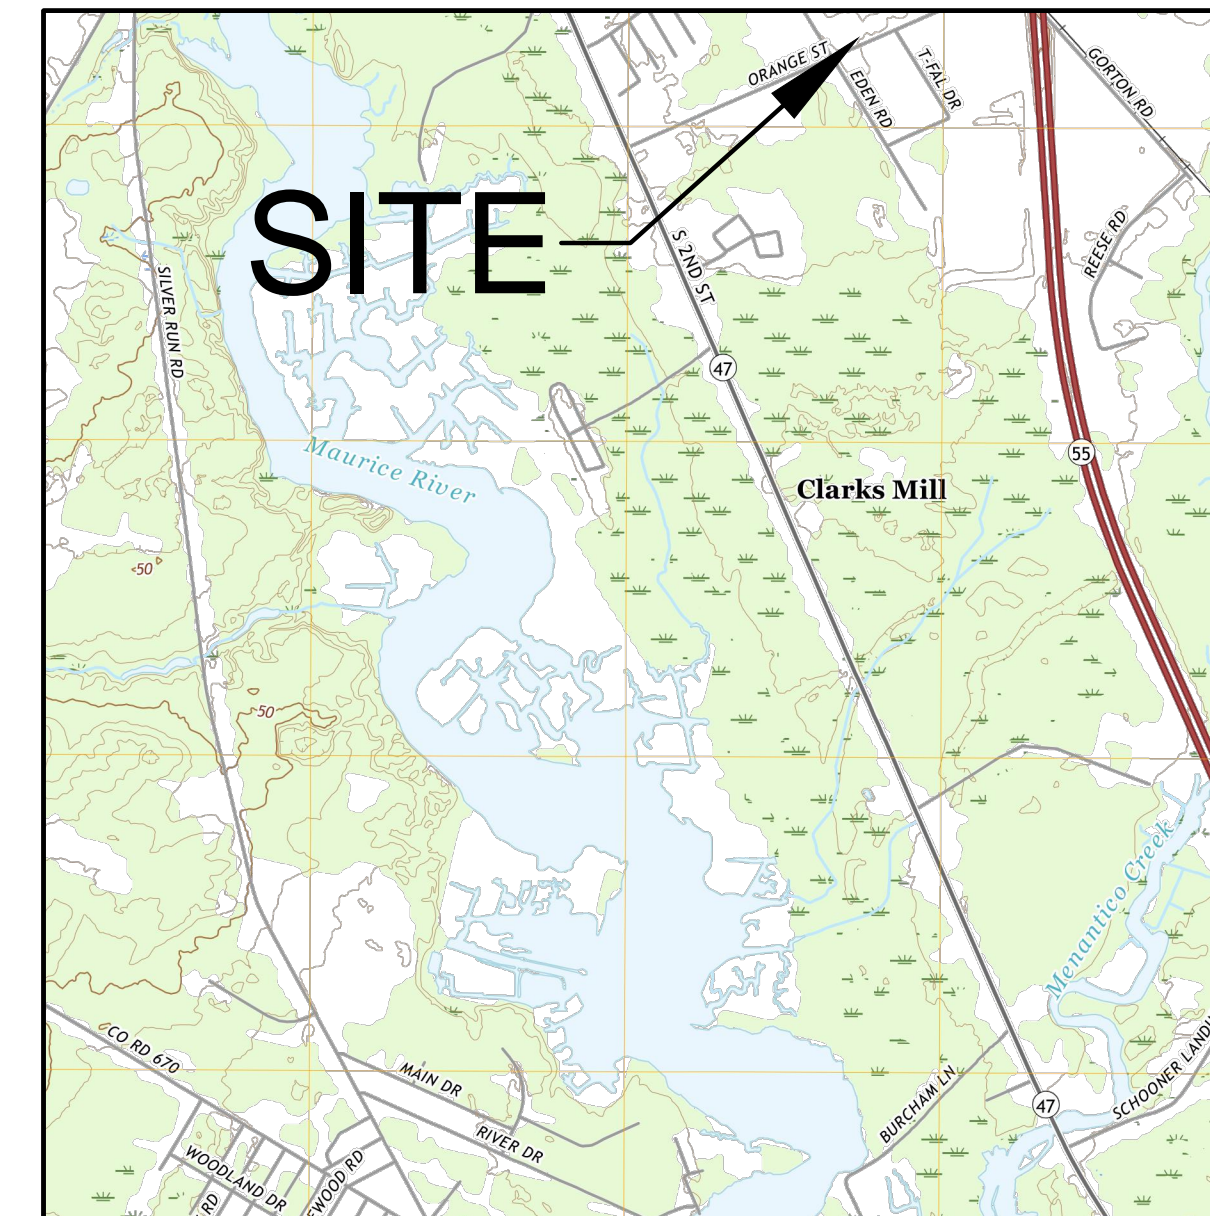 ORANGE ST
EDEN RD
T-FAL DR
GORTON RD
SITE
REESE RD
S 2ND ST
SILVER RUN RD
47
Maurice River
55
Clarks Mill
50
50
Menantico Creek
CO RD 670
MAIN DR
BURCHAM LN
47
RIVER DR
WOODLAND DR
RD